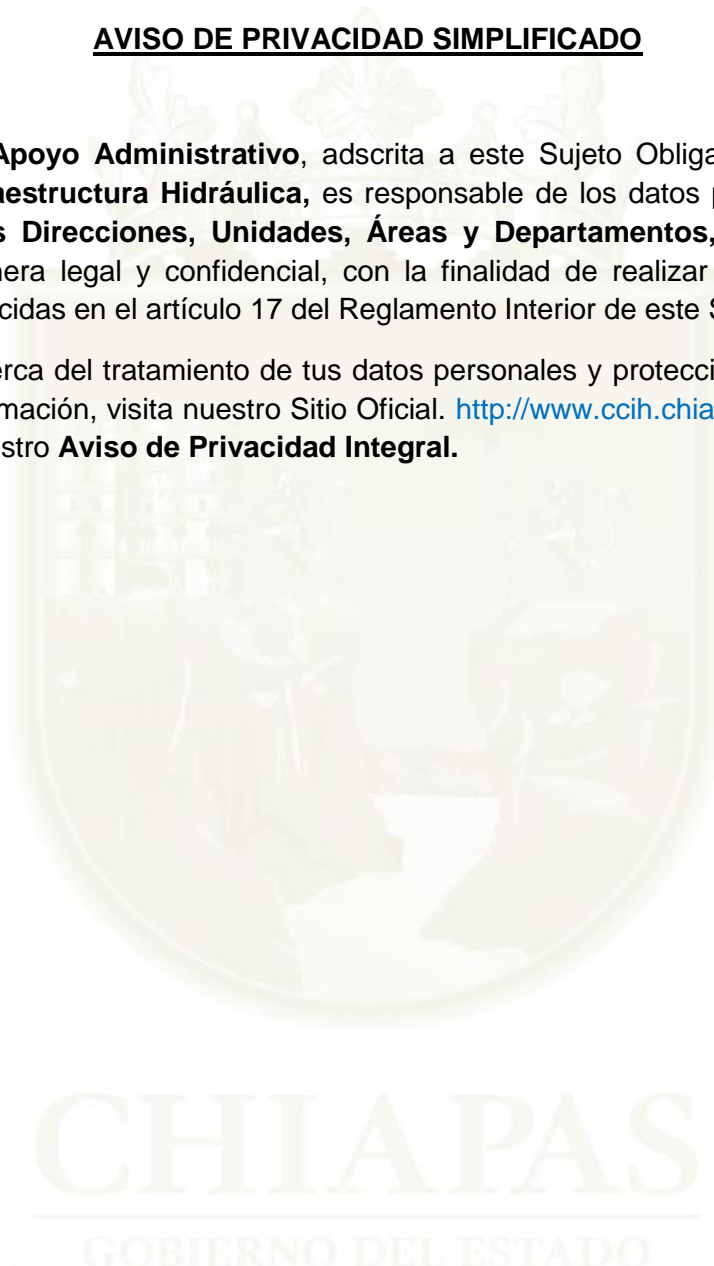 AVISO DE PRIVACIDAD SIMPLIFICADO
Apoyo Administrativo, adscrita a este Sujeto Obliga
aestructura Hidráulica, es responsable de los datos p
s Direcciones, Unidades, Áreas y Departamentos,
nera legal y confidencial, con la finalidad de realizar
cidas en el artículo 17 del Reglamento Interior de este S
erca del tratamiento de tus datos personales y protecci
rmación, visita nuestro Sitio Oficial. http://www.ccih.chia
stro Aviso de Privacidad Integral.
CHIAPAS
GOBIERNO DEL ESTADO